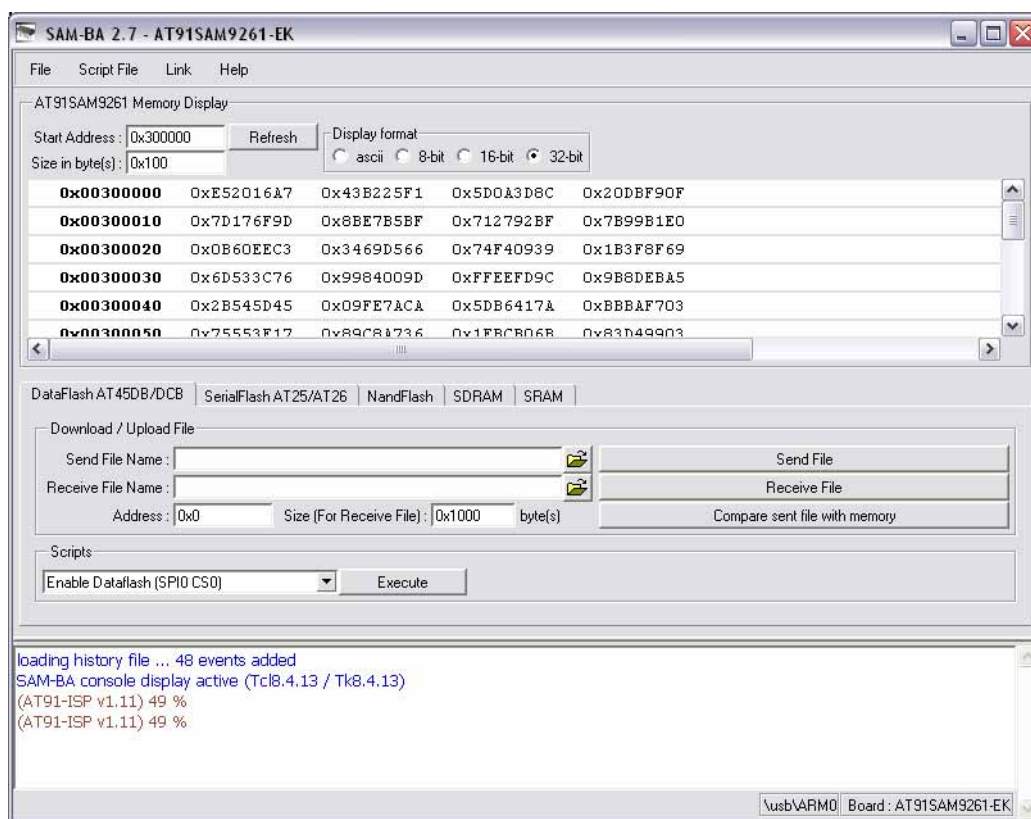 SAM-BA 2.7 - AT91SAM9261-EK
File Script File Link Help
AT91SAM9261 Memory Display
Start Address : 0x300000 Refresh
Size in byte(s) : 0x100
Display format
ascii 8-bit 16-bit 32-bit
0x00300000 0xE52016A7 0x43B225F1 0x5D0A3D8C 0x20DBF90F
0x00300010 0x7D176F9D 0x8BE7B5BF 0x712792BF 0x7B99B1E0
0x00300020 0x0B60EEC3 0x3469D566 0x74F40939 0x1B3F8F69
0x00300030 0x6D533C76 0x9984009D 0xFFEEFD9C 0x9B8DEBA5
0x00300040 0x2B545D45 0x09FE7ACA 0x5DB6417A 0xBBBAF703
0x00300050 0x75553F17 0x89C8A736 0x1FBCB06B 0x83D49903
DataFlash AT45DB/DCB SerialFlash AT25/AT26 NandFlash SDRAM SRAM
Download / Upload File
Send File Name : Send File
Receive File Name : Receive File
Address : 0x0 Size (For Receive File) : 0x1000 byte(s) Compare sent file with memory
Scripts
Enable Dataflash (SPI0 CS0) Execute
loading history file ... 48 events added
SAM-BA console display active (Tcl8.4.13 / Tk8.4.13)
(AT91-ISP v1.11) 49 %
(AT91-ISP v1.11) 49 %
\usb\ARM0 Board : AT91SAM9261-EK